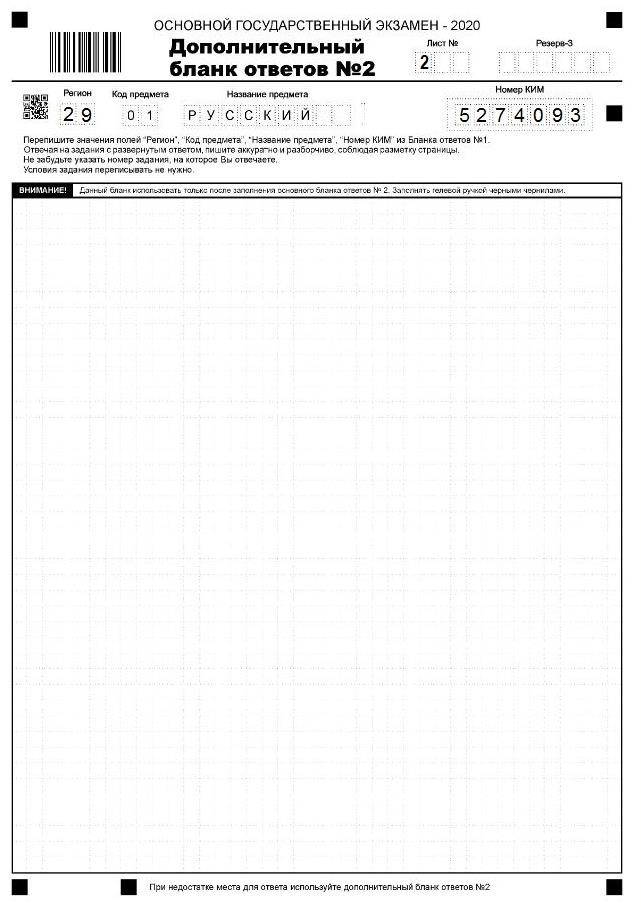 ОСНОВНОЙ ГОСУДАРСТВЕННЫЙ ЭКЗАМЕН - 2020
Дополнительный
бланк ответов №2
Лист №
2
Резерв-3
Регион
29
Код предмета
01
Название предмета
РУССКИЙ
Номер КИМ
5274093
Перепишите значения полей "Регион", "Код предмета", "Название предмета", "Номер КИМ" из Бланка ответов №1.
Отвечая на задания с развернутым ответом, пишите аккуратно и разборчиво, соблюдая разметку страницы.
Не забудьте указать номер задания, на которое Вы отвечаете.
Условия задания переписывать не нужно.
ВНИМАНИЕ! Данный бланк использовать только после заполнения основного бланка ответов № 2. Заполнять гелевой ручкой черными чернилами.
При недостатке места для ответа используйте дополнительный бланк ответов №2